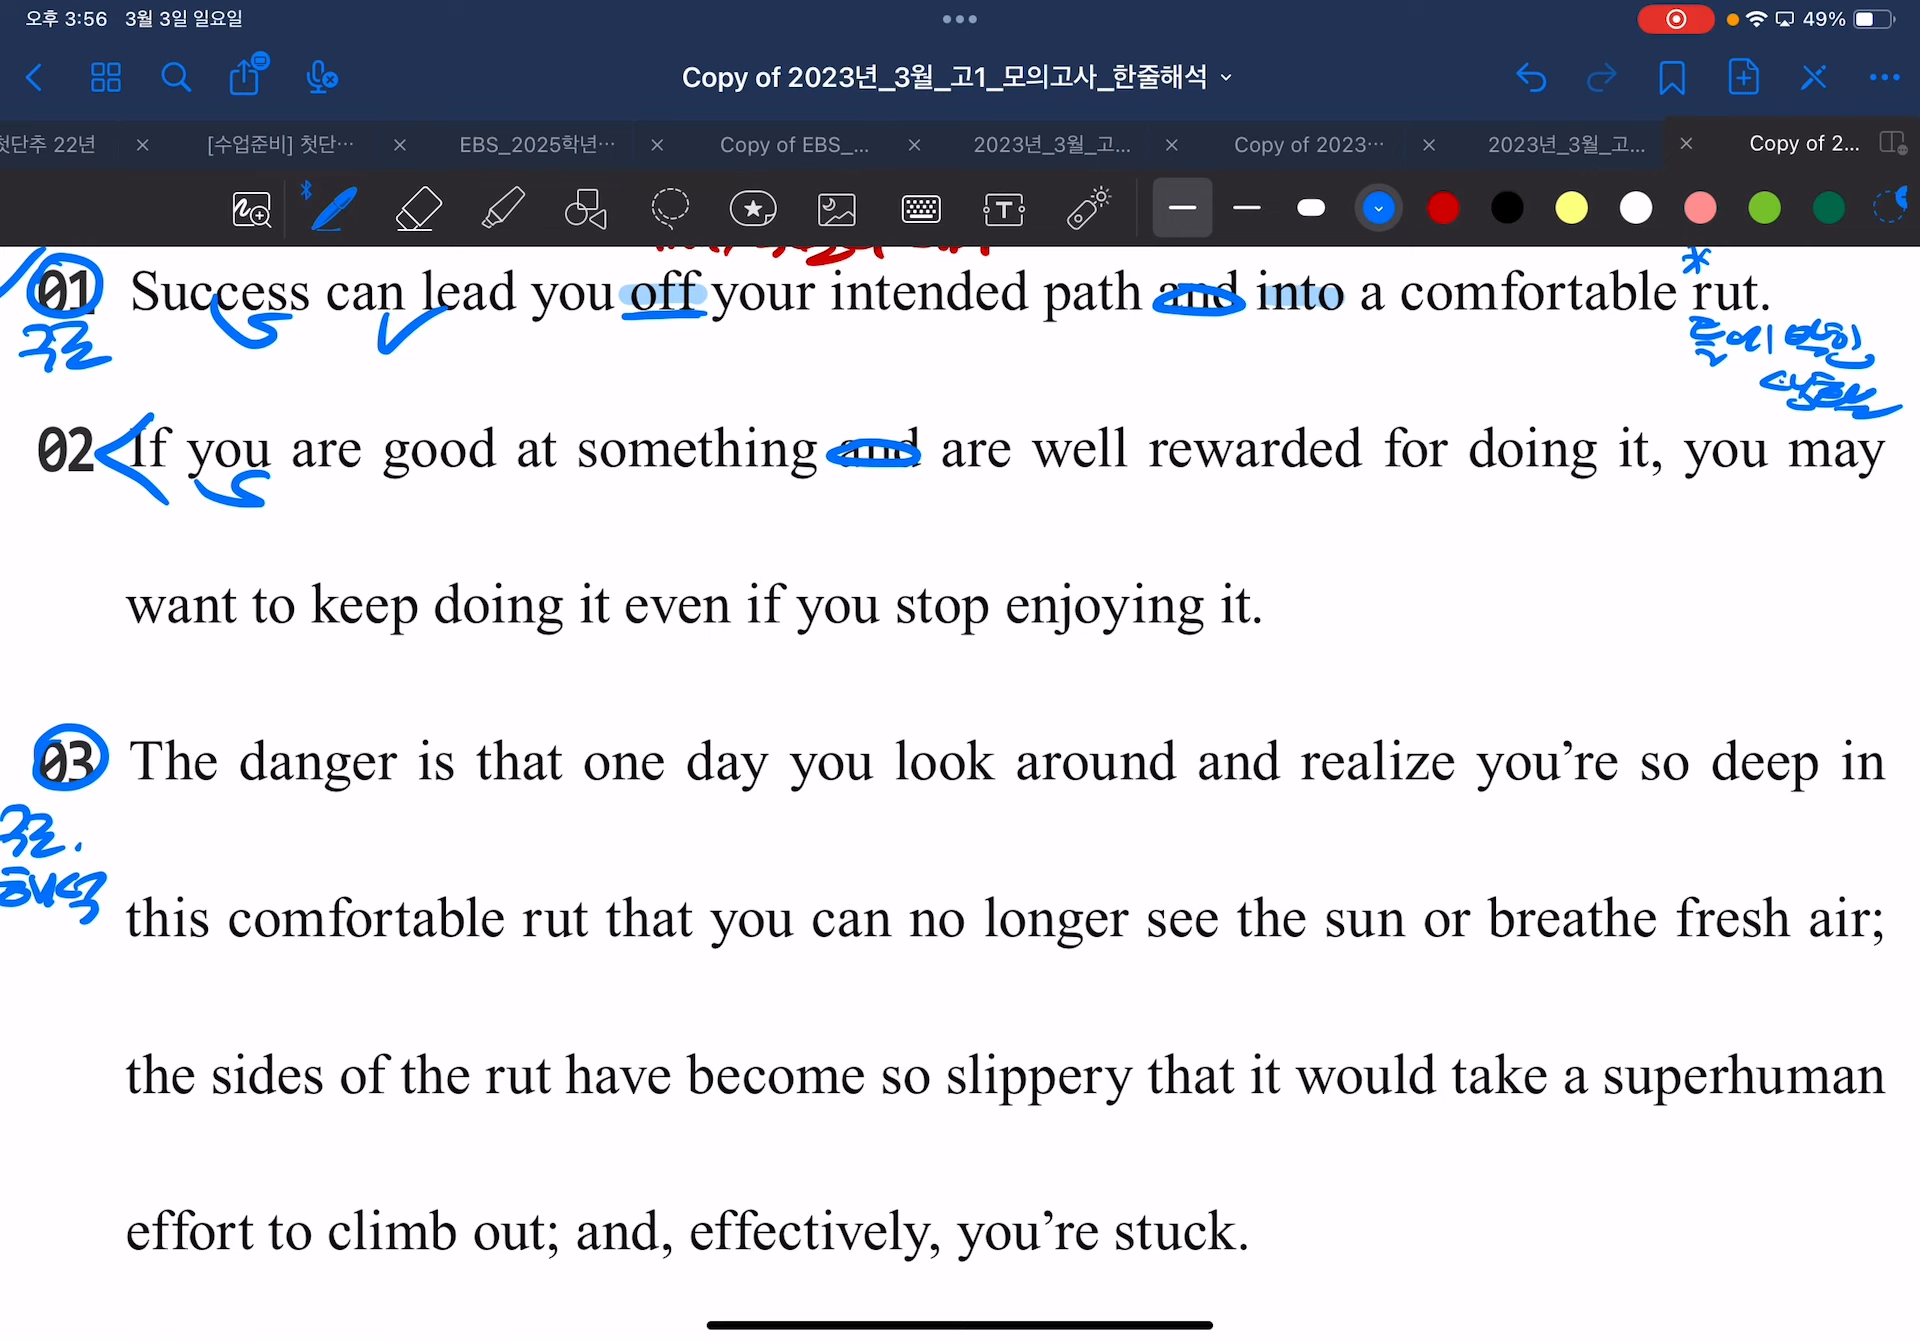 오후 3:56 3월 3일 일요일
49%
Copy of 2023년_3월_고1_모의고사_한줄해석
첫단추 22년
[수업준비] 첫단…
EBS_2025학년…
Copy of EBS_...
2023년_3월_고...
Copy of 2023…
2023년_3월_고...
Copy of 2...
01 Success can lead you off your intended path and into a comfortable rut.
구문
틀에 박힌
생활
02 If you are good at something and are well rewarded for doing it, you may
want to keep doing it even if you stop enjoying it.
03 The danger is that one day you look around and realize you’re so deep in
구문.
해석
this comfortable rut that you can no longer see the sun or breathe fresh air;
the sides of the rut have become so slippery that it would take a superhuman
effort to climb out; and, effectively, you’re stuck.